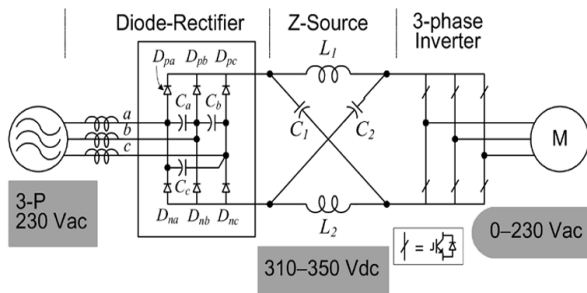 Diode-Rectifier
Z-Source
3-phase
Inverter
Dpa Dpb Dpc
L1
a
b
c
Ca
Cb
Cc
C1
C2
M
Dna Dnb Dnc
L2
3-P
230 Vac
310–350 Vdc
=
0–230 Vac